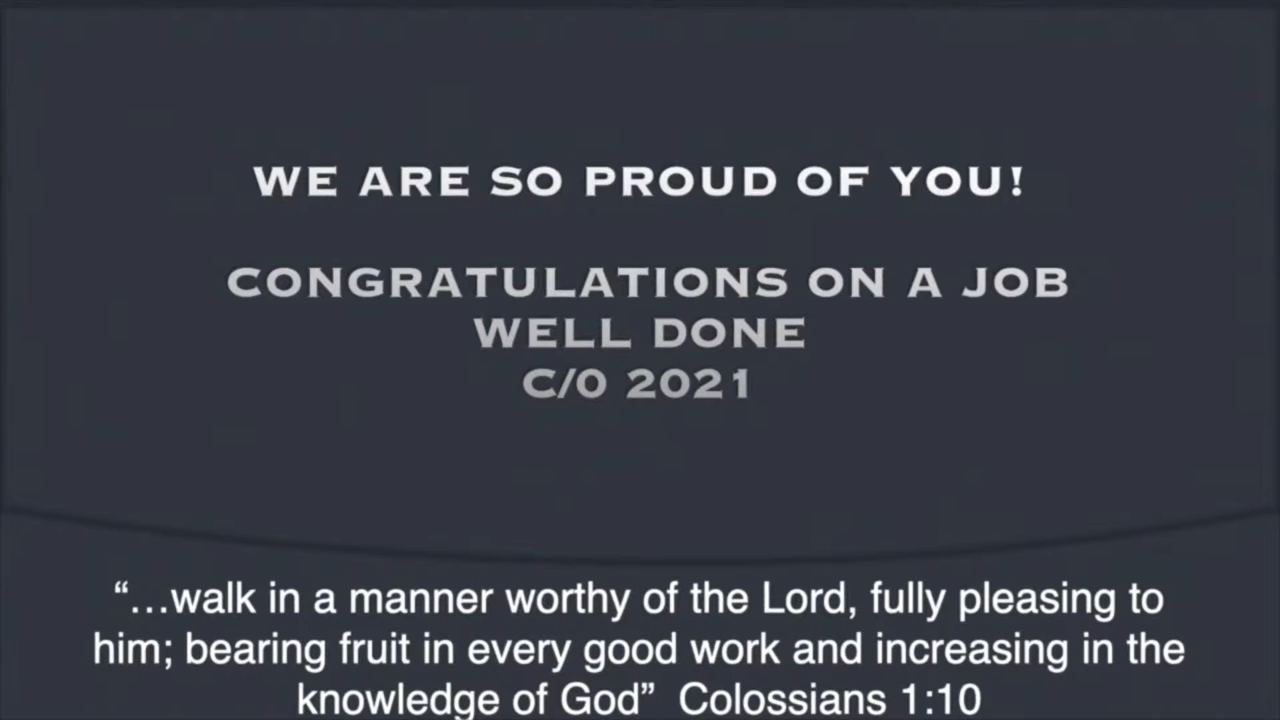 WE ARE SO PROUD OF YOU!
CONGRATULATIONS ON A JOB
WELL DONE
C/O 2021
“…walk in a manner worthy of the Lord, fully pleasing to
him; bearing fruit in every good work and increasing in the
knowledge of God” Colossians 1:10